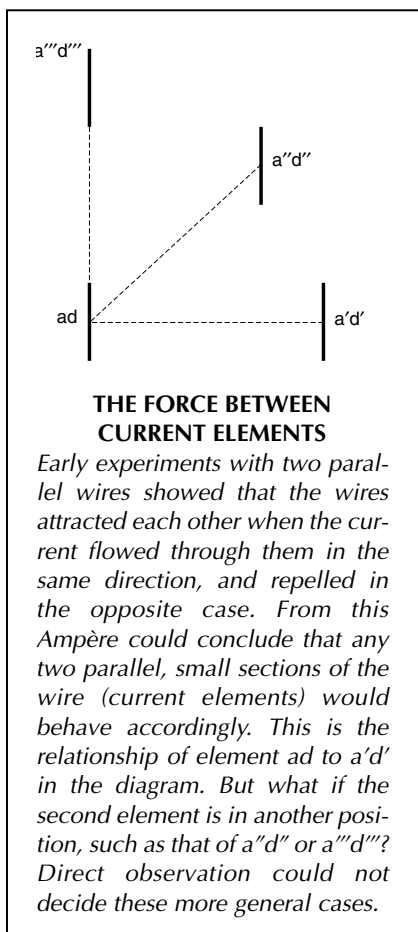 a‴d‴
a″d″
ad
a′d′
THE FORCE BETWEEN
CURRENT ELEMENTS
Early experiments with two paral-
lel wires showed that the wires
attracted each other when the cur-
rent flowed through them in the
same direction, and repelled in
the opposite case. From this
Ampère could conclude that any
two parallel, small sections of the
wire (current elements) would
behave accordingly. This is the
relationship of element ad to a′d′
in the diagram. But what if the
second element is in another posi-
tion, such as that of a″d″ or a‴d‴?
Direct observation could not
decide these more general cases.